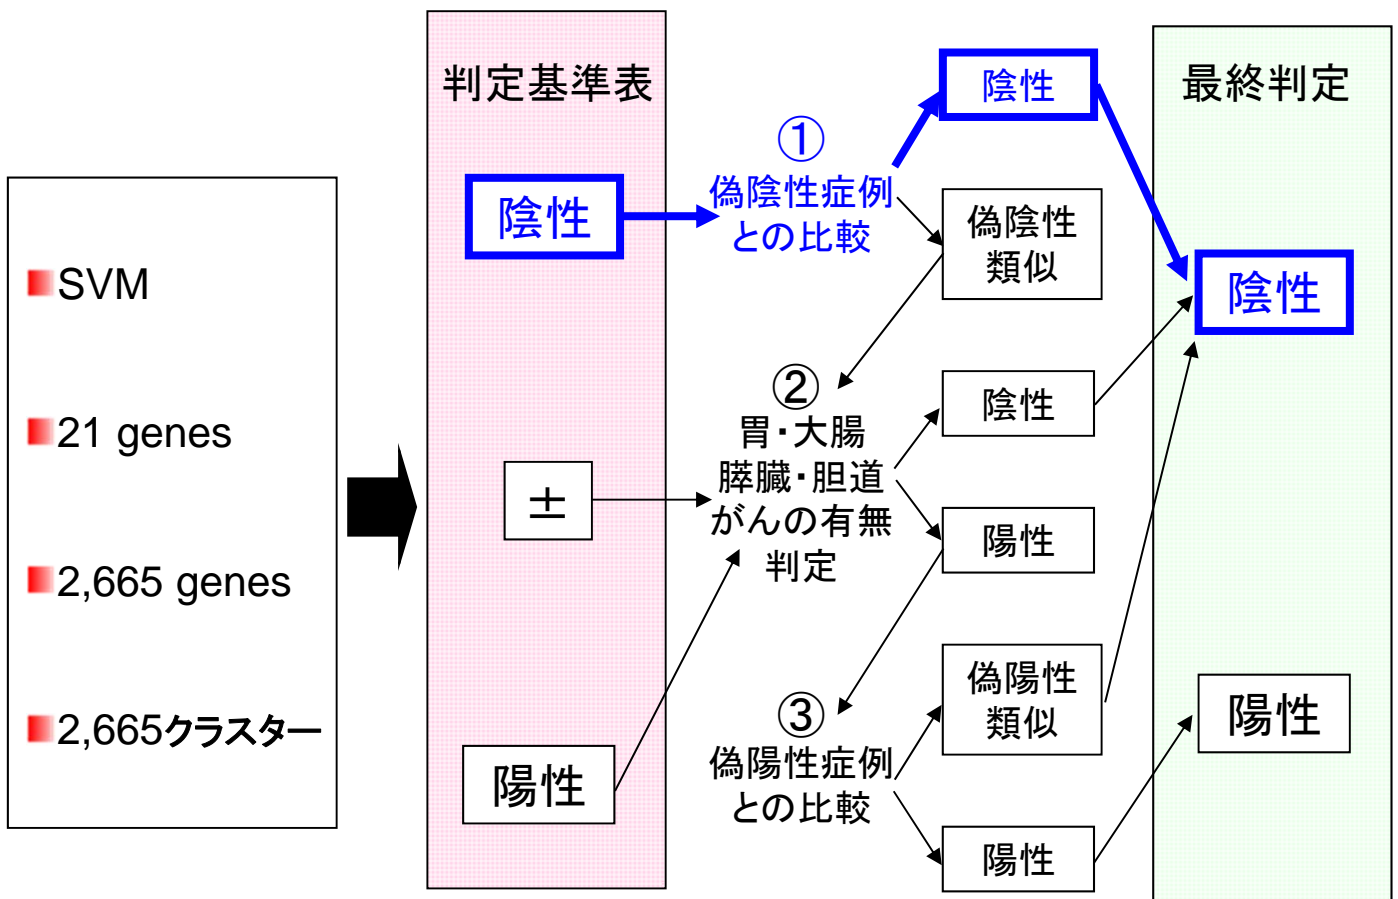 SVM
21 genes
2,665 genes
2,665クラスター
判定基準表
陰性
±
陽性
①
偽陰性症例
との比較
②
胃・大腸
膵臓・胆道
がんの有無
判定
③
偽陽性症例
との比較
陰性
偽陰性
類似
陰性
陽性
偽陽性
類似
陽性
最終判定
陰性
陽性